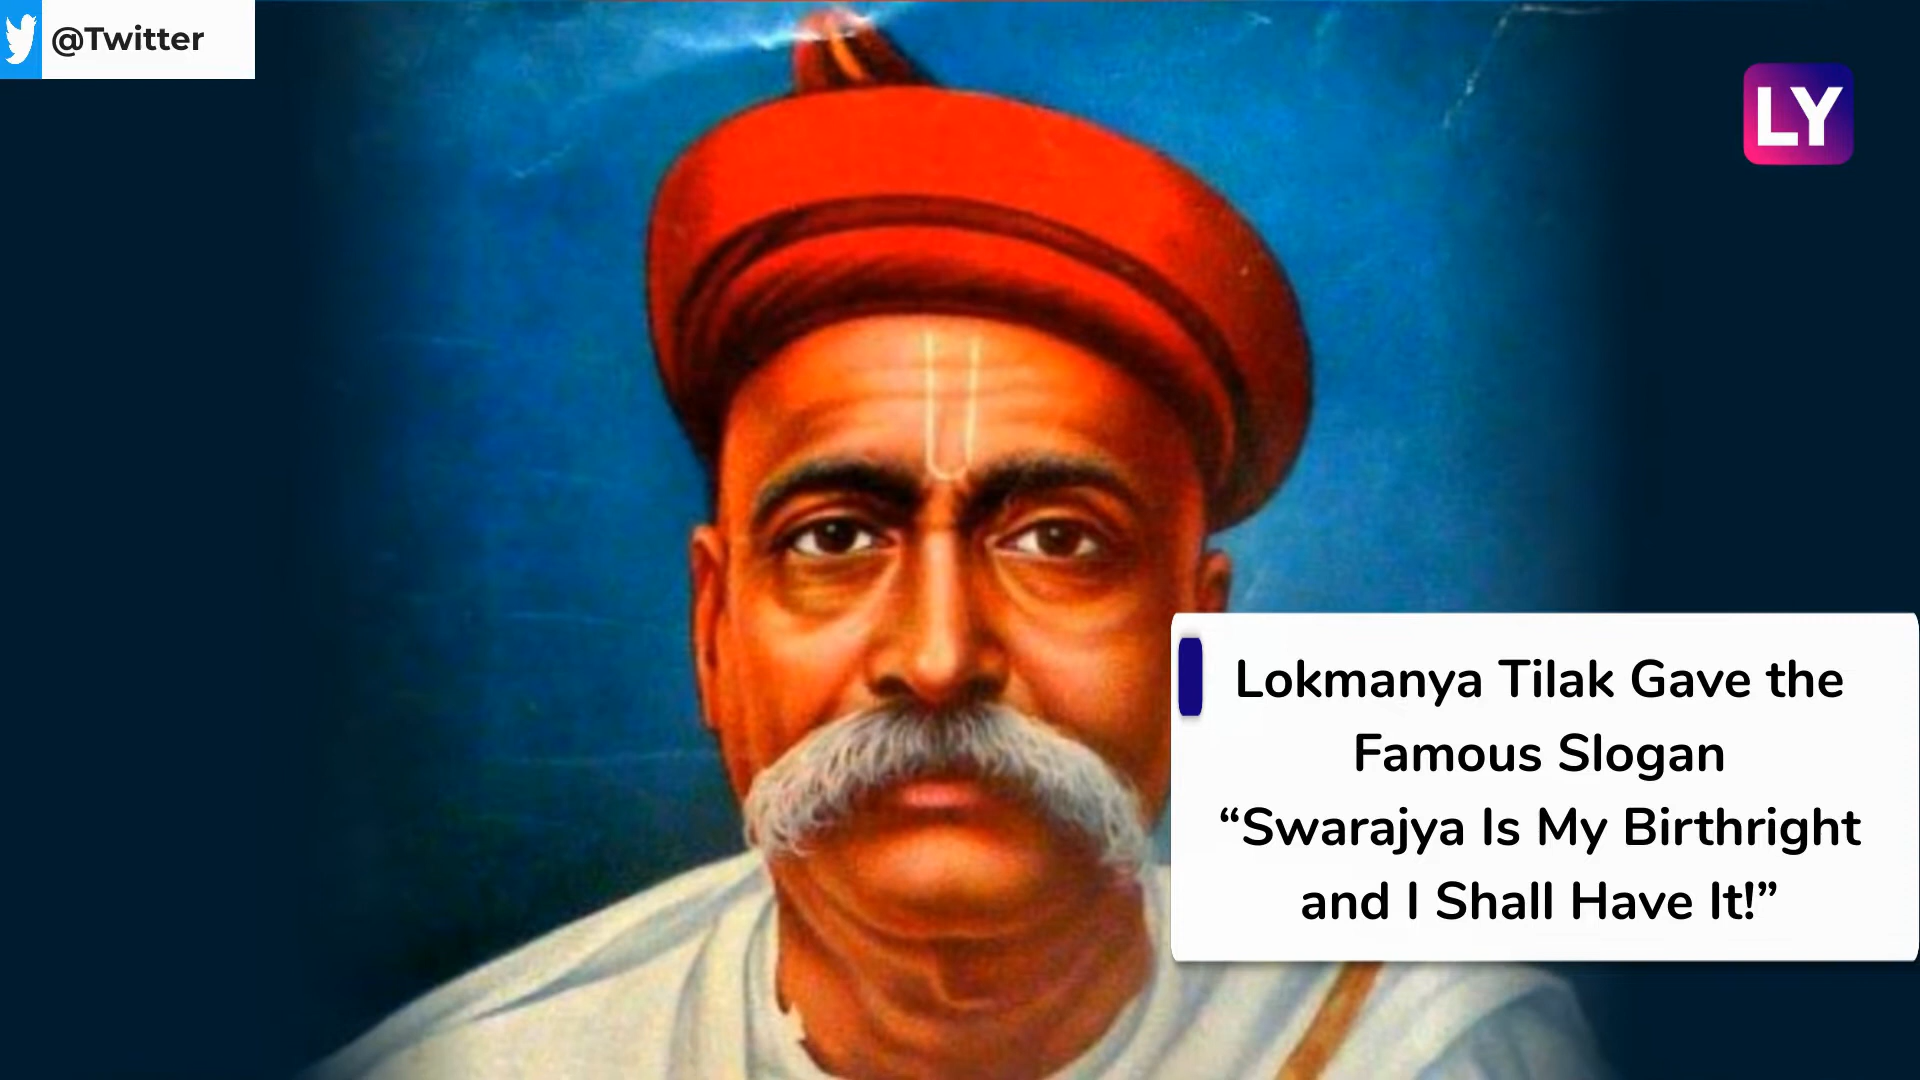 @Twitter
LY
Lokmanya Tilak Gave the
Famous Slogan
“Swarajya Is My Birthright
and I Shall Have It!”